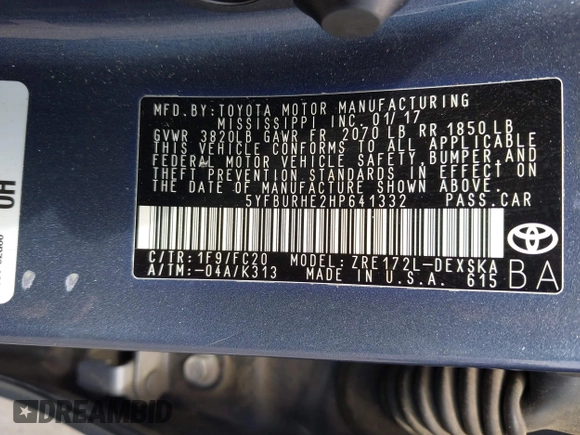 MFD.BY:TOYOTA MOTOR MANUFACTURING
MISSISSIPPI INC.01/17
GVWR 3820LB GAWR FR 2070 LB RR 1850 LB
THIS VEHICLE CONFORMS TO ALL APPLICABLE
FEDERAL MOTOR VEHICLE SAFETY,BUMPER,AND
THEFT PREVENTION STANDARDS IN EFFECT ON
THE DATE OF MANUFACTURE SHOWN ABOVE.
5YFBURHE2HP641332 PASS.CAR
C/TR:1F9/FC20 MODEL:ZRE172L-DEXSKA
A/TM:-04A/K313 MADE IN U.S.A. 615
BA
HO
DREAMBID